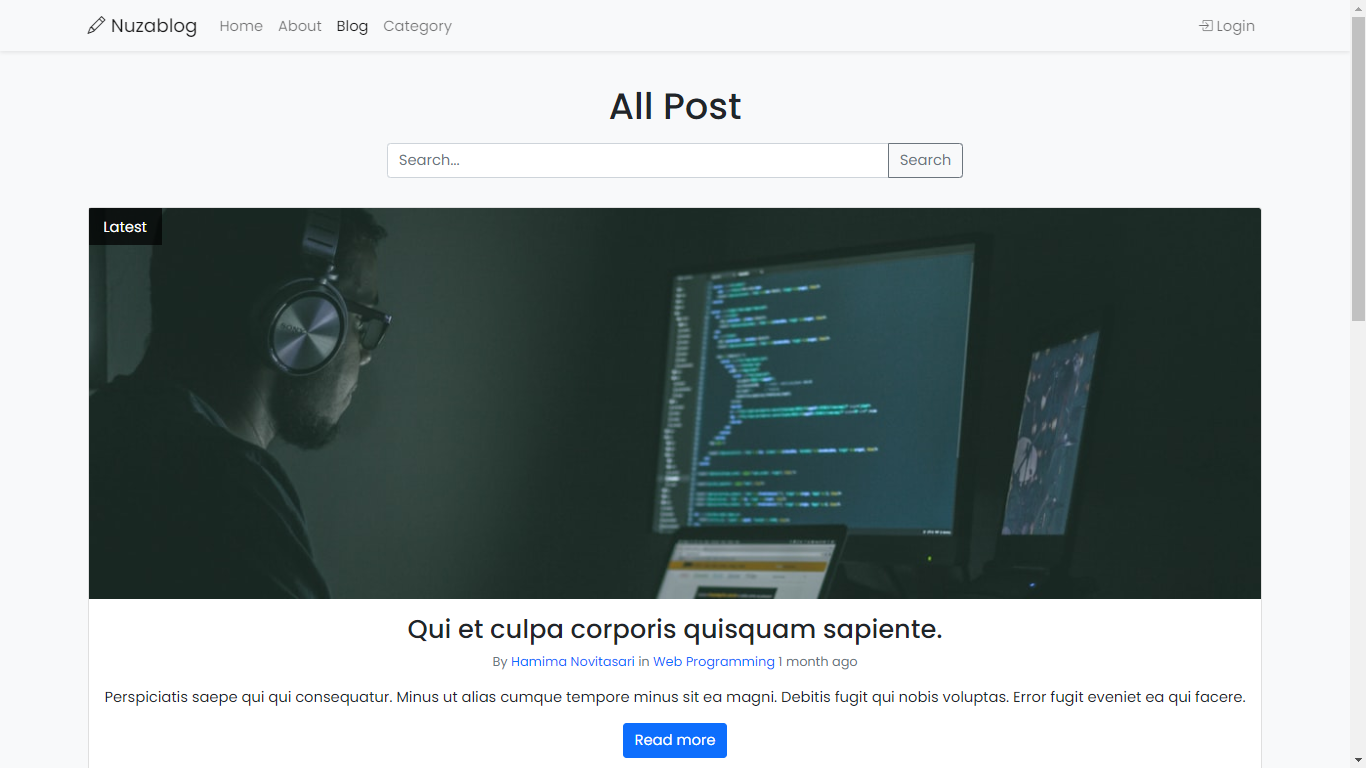 Nuzablog Home About Blog Category Login
All Post
Search... Search
Latest
SONY
Qui et culpa corporis quisquam sapiente.
By Hamima Novitasari in Web Programming 1 month ago
Perspiciatis saepe qui qui consequatur. Minus ut alias cumque tempore minus sit ea magni. Debitis fugit qui nobis voluptas. Error fugit eveniet ea qui facere.
Read more